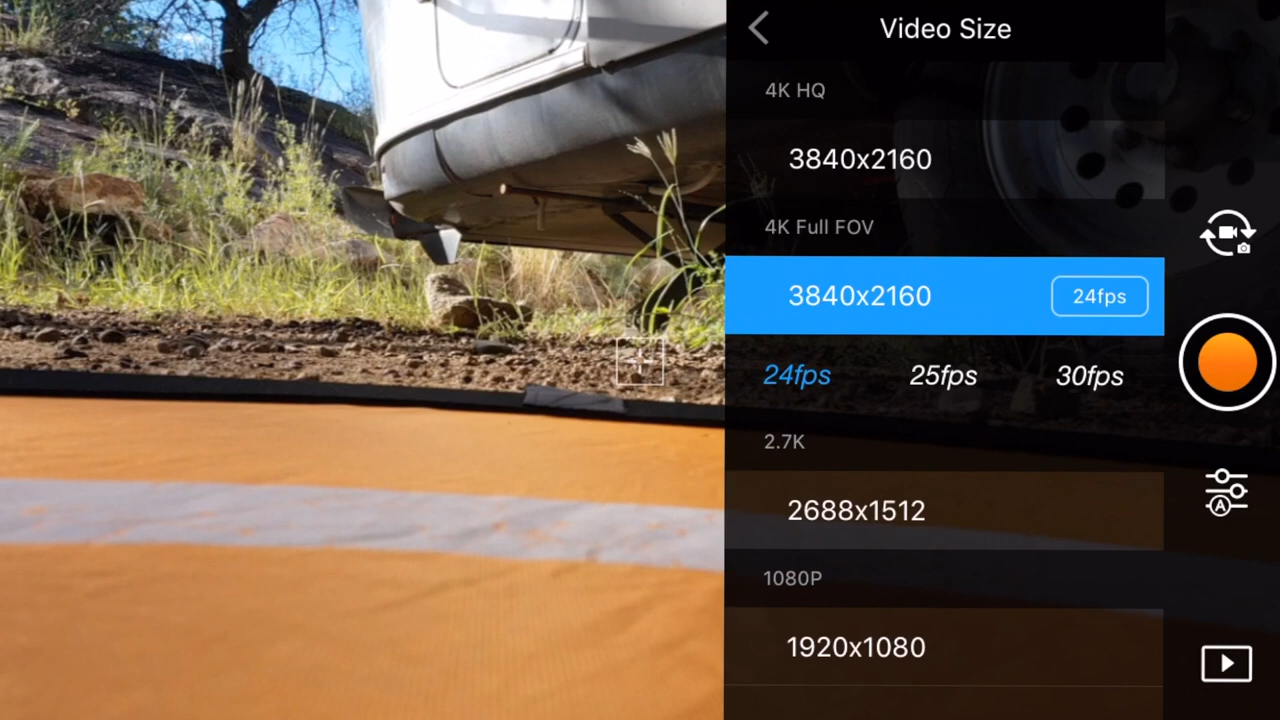 Video Size
4K HQ
3840x2160
4K Full FOV
3840x2160 24fps
24fps 25fps 30fps
2.7K
2688x1512
1080P
1920x1080
A